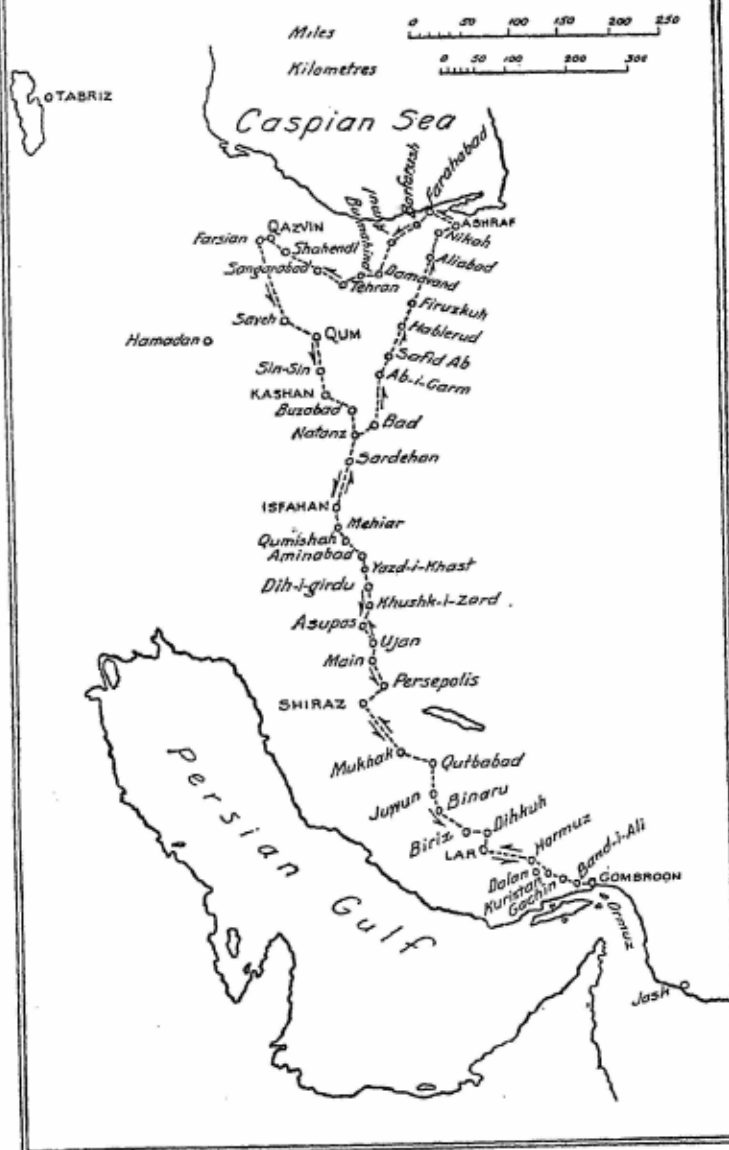 Miles 0 50 100 150 200 250
Kilometres 0 50 100 200 300
TABRIZ
Caspian Sea
Barfarush
Farahabad
ASHRAF
Nikah
QAZVIN
Farsian
Shahendi
Sangarabad
Tehran
Damavand
Aliabad
Firuzkuh
Hablerud
Safid Ab
Ab-i-Garm
Saveh
Hamadan
QUM
Sin-Sin
KASHAN
Buzabad
Bad
Natanz
Sardehan
ISFAHAN
Mehiar
Qumishah
Aminabad
Yazd-i-Khast
Dih-i-girdu
Khushk-i-Zard
Asupas
Ujan
Main
Persepolis
SHIRAZ
Mukhak
Qutbabad
Juyun
Binaru
Biriz
Dihkuh
LAR
Hormuz
Band-i-Ali
Dolan
Kuristan
Gachin
GOMBROON
Ormuz
Jask
Persian Gulf